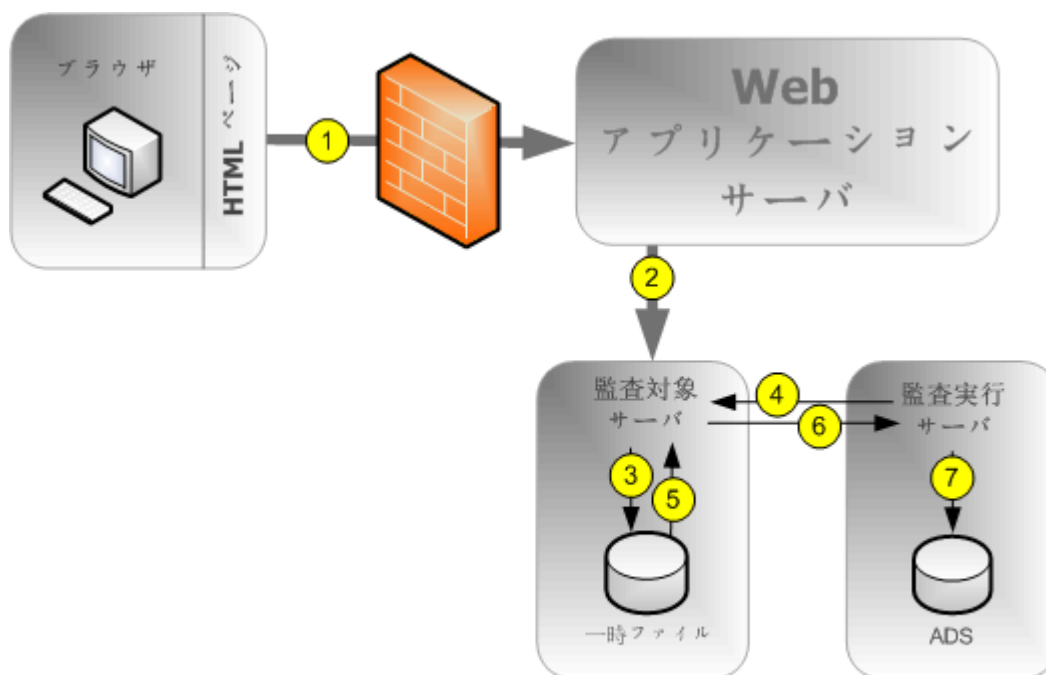 ブラウザ
HTML ページ
1
Web
アプリケーション
サーバ
2
監査対象
サーバ
4
監査実行
サーバ
6
3
5
7
一時ファイル
ADS